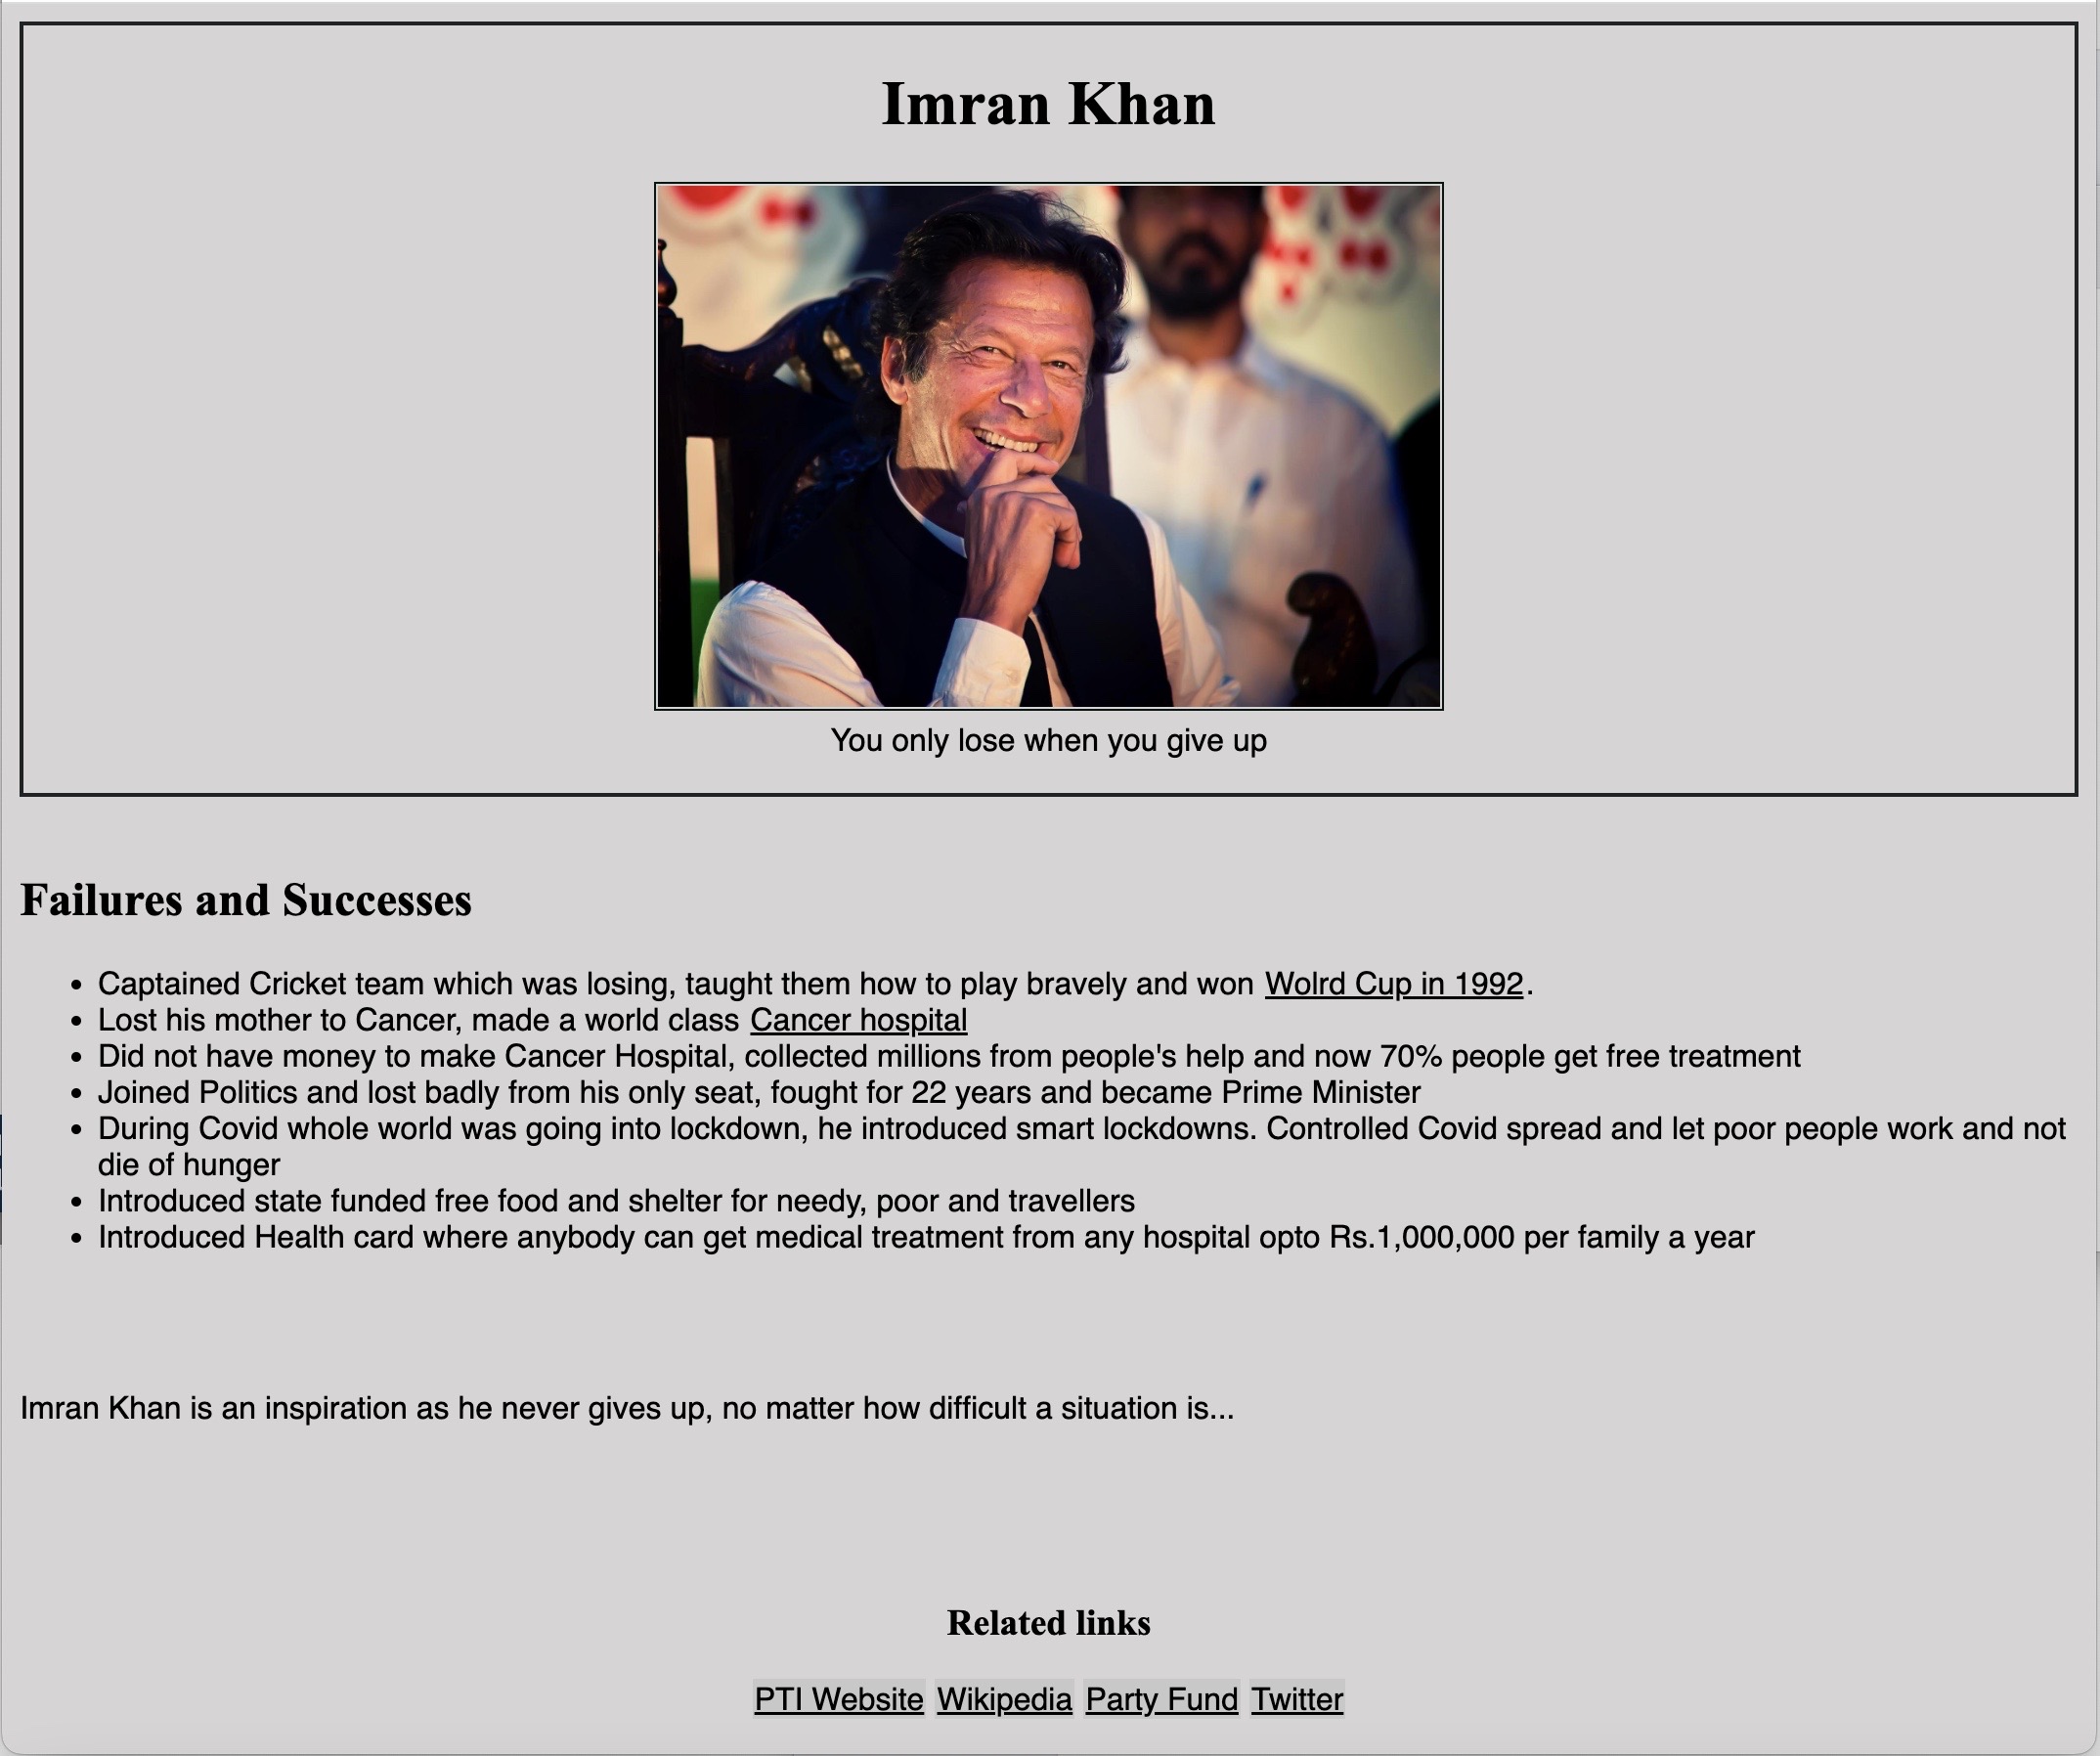 Imran Khan
You only lose when you give up
Failures and Successes
• Captained Cricket team which was losing, taught them how to play bravely and won Wolrd Cup in 1992.
• Lost his mother to Cancer, made a world class Cancer hospital
• Did not have money to make Cancer Hospital, collected millions from people's help and now 70% people get free treatment
• Joined Politics and lost badly from his only seat, fought for 22 years and became Prime Minister
• During Covid whole world was going into lockdown, he introduced smart lockdowns. Controlled Covid spread and let poor people work and not
die of hunger
• Introduced state funded free food and shelter for needy, poor and travellers
• Introduced Health card where anybody can get medical treatment from any hospital opto Rs.1,000,000 per family a year
Imran Khan is an inspiration as he never gives up, no matter how difficult a situation is...
Related links
PTI Website Wikipedia Party Fund Twitter